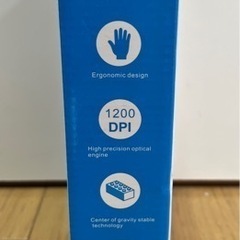 Ergonomic design
1200
DPI
High precision optical
engine
Center of gravity stable
technology